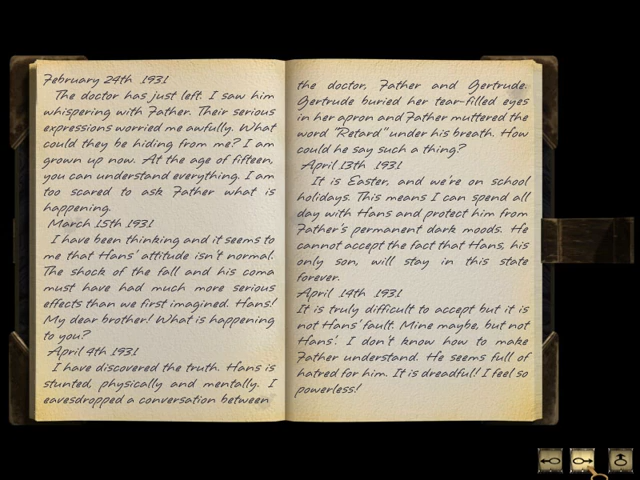 February 24th 1931
The doctor has just left. I saw him
whispering with Father. Their serious
expressions worried me awfully. What
could they be hiding from me? I am
grown up now. At the age of fifteen,
you can understand everything. I am
too scared to ask Father what is
happening.
March 15th 1931
I have been thinking and it seems to
me that Hans' attitude isn't normal.
The shock of the fall and his coma
must have had much more serious
effects than we first imagined. Hans!
My dear brother! What is happening
to you?
April 4th 1931
I have discovered the truth. Hans is
stunted, physically and mentally. I
eavesdropped a conversation between
the doctor, Father and Gertrude.
Gertrude buried her tear-filled eyes
in her apron and Father muttered the
word "Retard" under his breath. How
could he say such a thing?
April 13th 1931
It is Easter, and we're on school
holidays. This means I can spend all
day with Hans and protect him from
Father's permanent dark moods. He
cannot accept the fact that Hans, his
only son, will stay in this state
forever.
April 14th 1931
It is truly difficult to accept but it is
not Hans' fault. Mine maybe, but not
Hans'. I don't know how to make
Father understand. He seems full of
hatred for him. It is dreadful! I feel so
powerless!